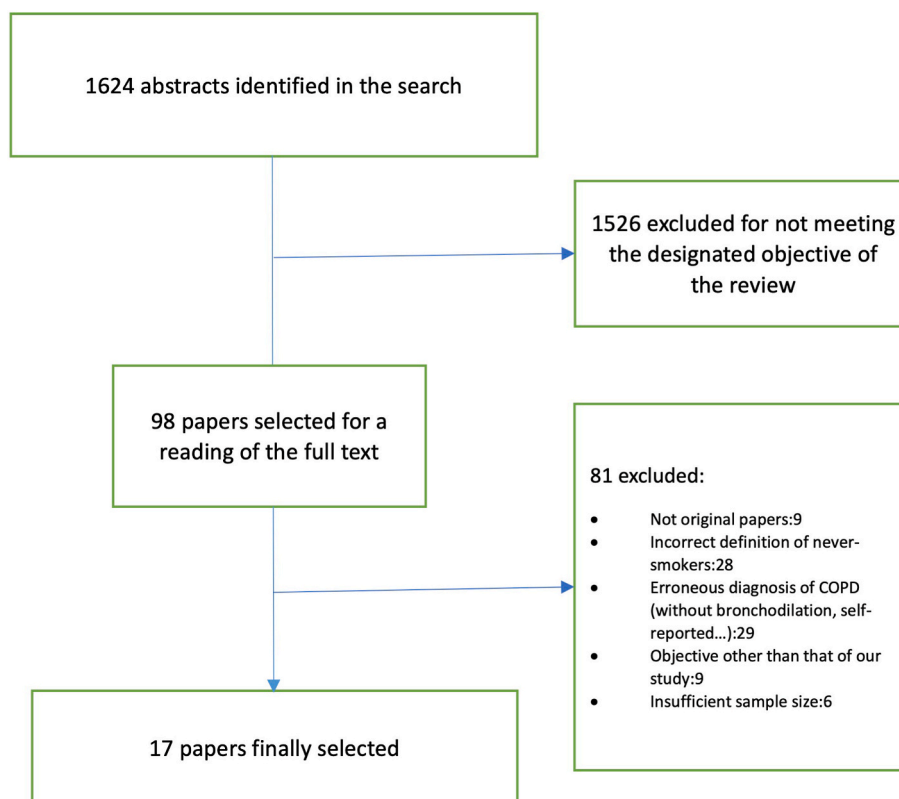 1624 abstracts identified in the search
1526 excluded for not meeting
the designated objective of
the review
98 papers selected for a
reading of the full text
81 excluded:
• Not original papers:9
• Incorrect definition of never-
smokers:28
• Erroneous diagnosis of COPD
(without bronchodilation, self-
reported…):29
• Objective other than that of our
study:9
• Insufficient sample size:6
17 papers finally selected